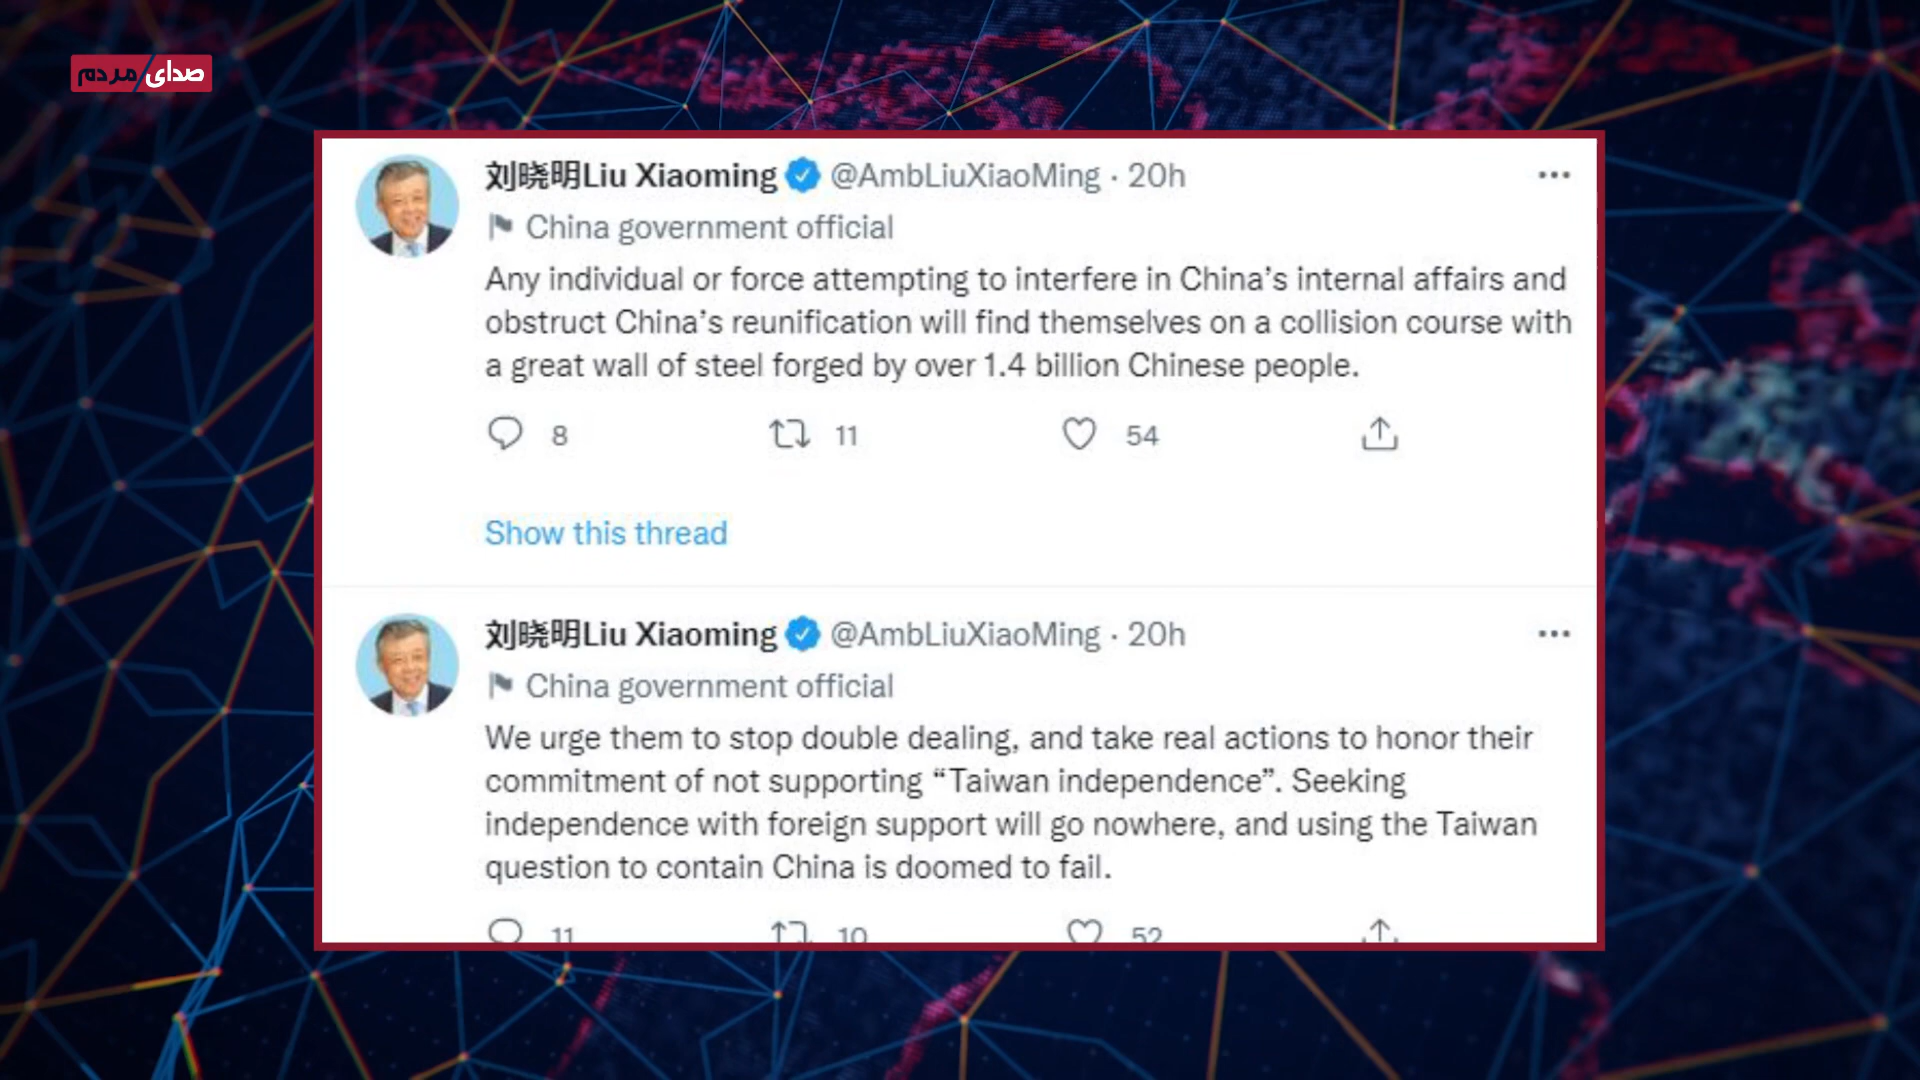 صدای/مردم
刘晓明Liu Xiaoming @AmbLiuXiaoMing · 20h
China government official
Any individual or force attempting to interfere in China’s internal affairs and
obstruct China’s reunification will find themselves on a collision course with
a great wall of steel forged by over 1.4 billion Chinese people.
8 11 54
Show this thread
刘晓明Liu Xiaoming @AmbLiuXiaoMing · 20h
China government official
We urge them to stop double dealing, and take real actions to honor their
commitment of not supporting “Taiwan independence”. Seeking
independence with foreign support will go nowhere, and using the Taiwan
question to contain China is doomed to fail.
11 10 52